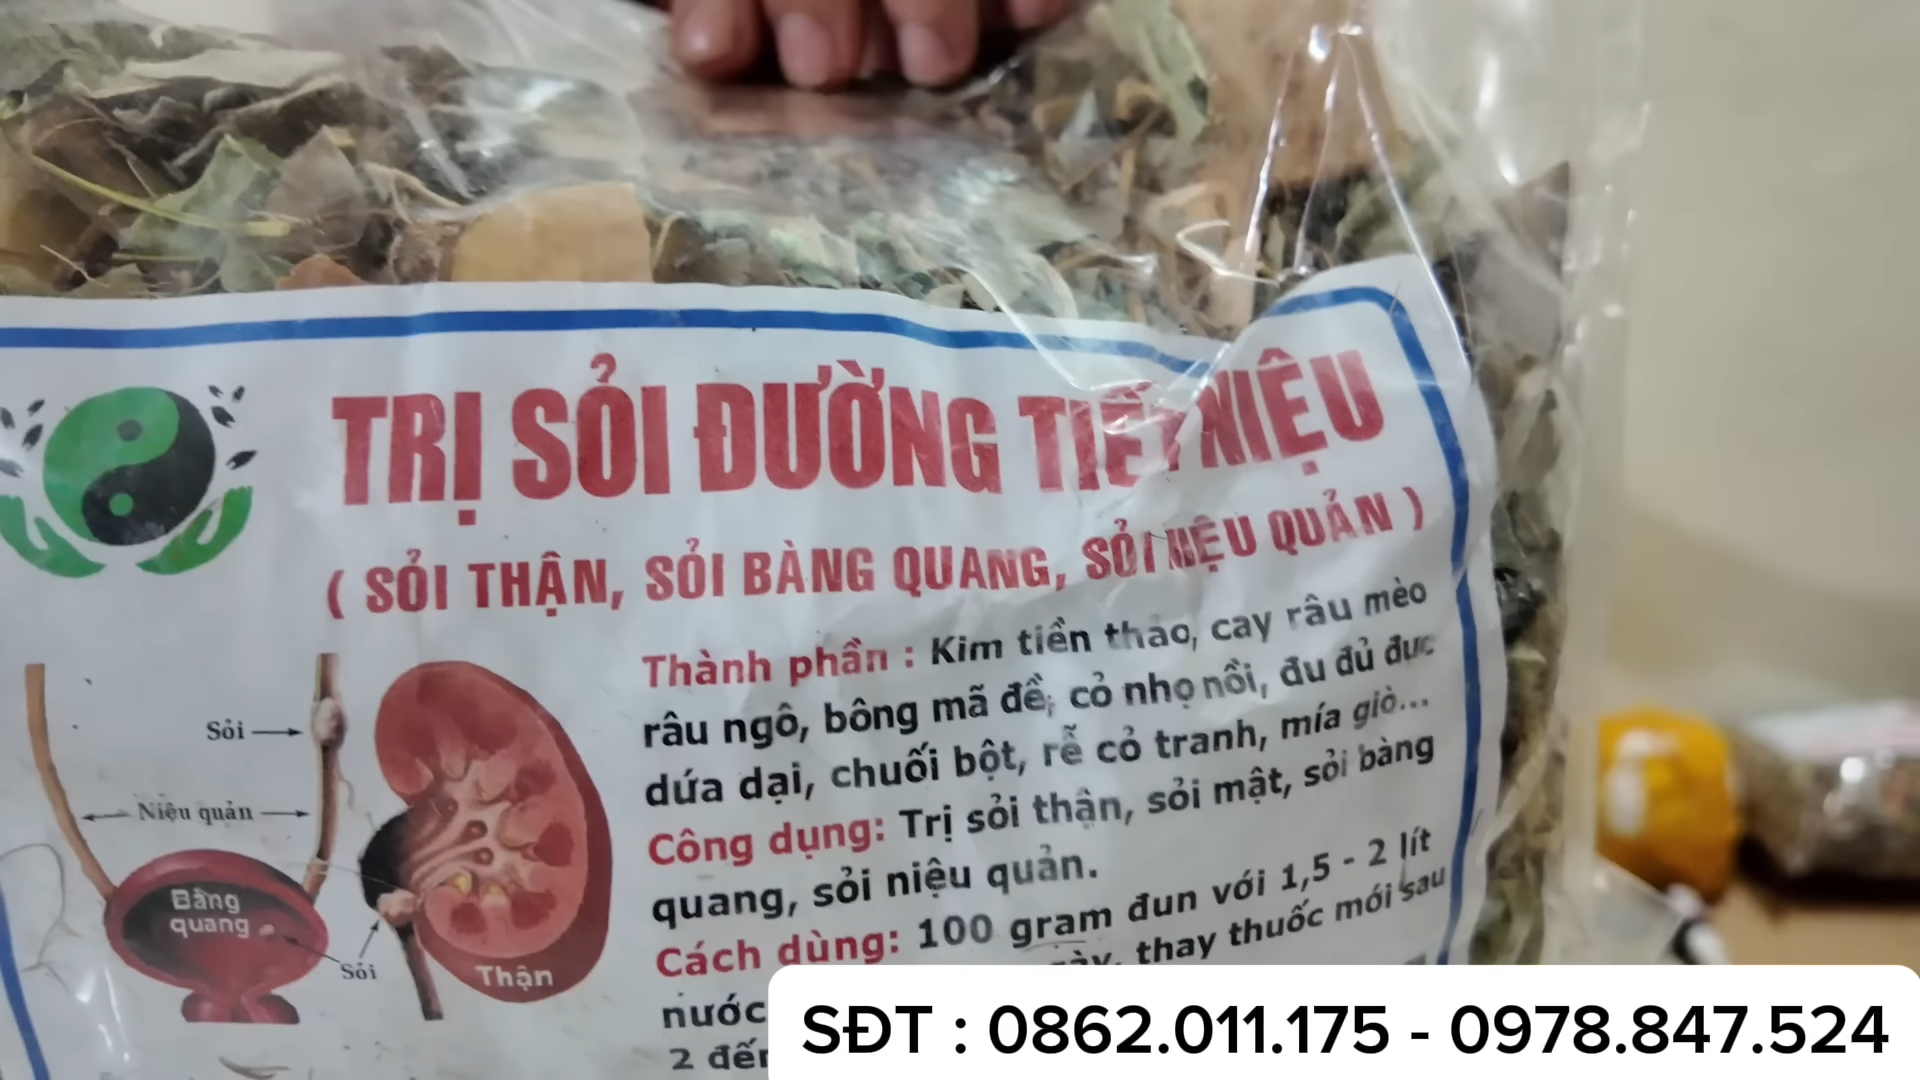 TRỊ SỎI ĐƯỜNG TIẾT NIỆU
( SỎI THẬN, SỎI BÀNG QUANG, SỎI NIỆU QUẢN )
Thành phần : Kim tiền thảo, cay râu mèo
râu ngô, bông mã đề, cỏ nhọ nồi, đu đủ đực
dứa dại, chuối bột, rễ cỏ tranh, mía giò...
Công dụng: Trị sỏi thận, sỏi mật, sỏi bàng
quang, sỏi niệu quản.
Cách dùng: 100 gram đun với 1,5 - 2 lít
nước thay thuốc mới sau
2 đến
Sỏi
Niệu quản
Bàng
quang
Sỏi
Thận
SĐT : 0862.011.175 - 0978.847.524